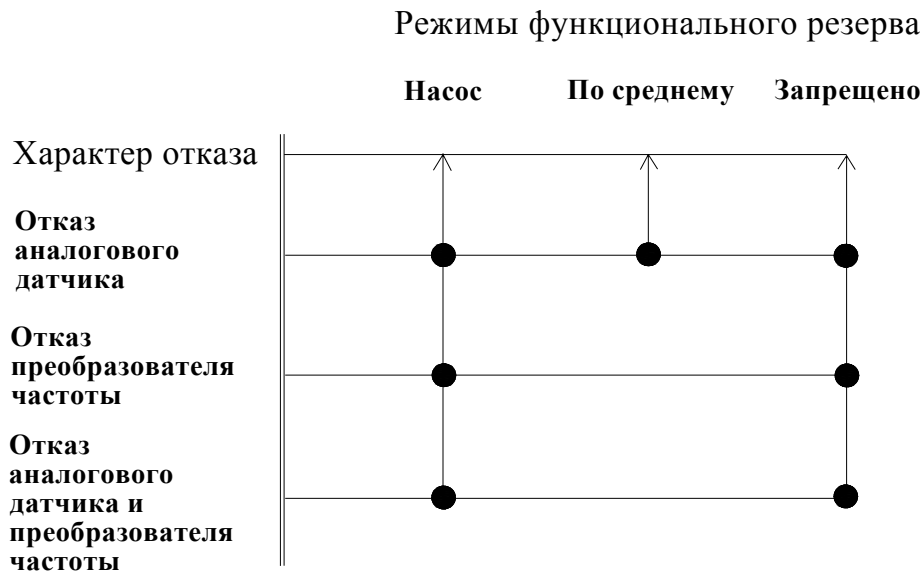 Режимы функционального резерва
Насос По среднему Запрещено
Характер отказа
Отказ
аналогового
датчика
Отказ
преобразователя
частоты
Отказ
аналогового
датчика и
преобразователя
частоты